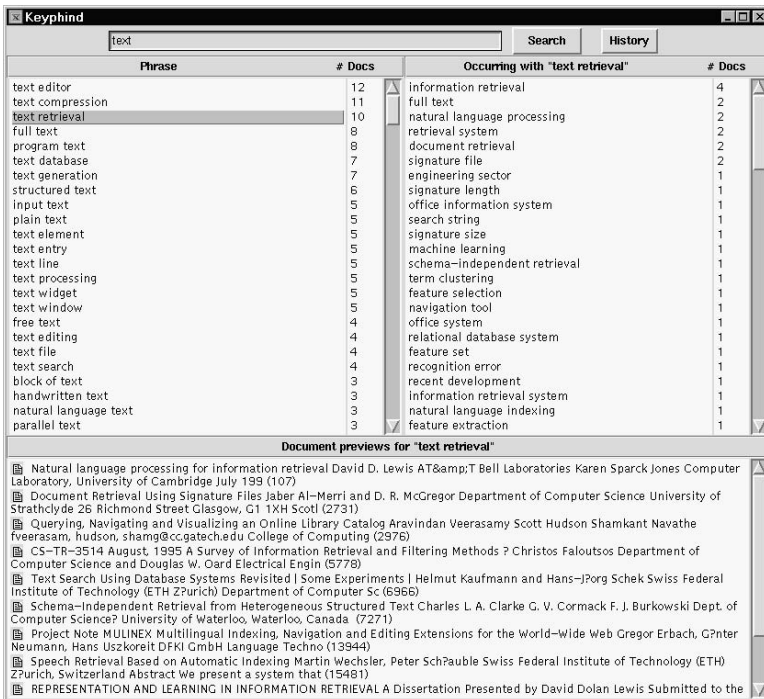 Keyphind
text Search History
Phrase # Docs Occurring with "text retrieval" # Docs
text editor 12 information retrieval 4
text compression 11 full text 2
text retrieval 10 natural language processing 2
full text 8 retrieval system 2
program text 8 document retrieval 2
text database 7 signature file 2
text generation 7 engineering sector 1
structured text 6 signature length 1
input text 5 office information system 1
plain text 5 search string 1
text element 5 signature size 1
text entry 5 machine learning 1
text line 5 schema-independent retrieval 1
text processing 5 term clustering 1
text widget 5 feature selection 1
text window 5 navigation tool 1
free text 4 office system 1
text editing 4 relational database system 1
text file 4 feature set 1
text search 4 recognition error 1
block of text 3 recent development 1
handwritten text 3 information retrieval system 1
natural language text 3 natural language indexing 1
parallel text 3 feature extraction 1
Document previews for "text retrieval"
Natural language processing for information retrieval David D. Lewis AT&amp;T Bell Laboratories Karen Sparck Jones Computer
Laboratory, University of Cambridge July 199 (107)
Document Retrieval Using Signature Files Jaber Al-Merri and D. R. McGregor Department of Computer Science University of
Strathclyde 26 Richmond Street Glasgow, G1 1XH Scotl (2731)
Querying, Navigating and Visualizing an Online Library Catalog Aravindan Veerasamy Scott Hudson Shamkant Navathe
fveerasam, hudson, shamg@cc.gatech.edu College of Computing (2976)
CS-TR-3514 August, 1995 A Survey of Information Retrieval and Filtering Methods ? Christos Faloutsos Department of
Computer Science and Douglas W. Oard Electrical Engin (5778)
Text Search Using Database Systems Revisited | Some Experiments | Helmut Kaufmann and Hans-J?org Schek Swiss Federal
Institute of Technology (ETH Z?urich) Department of Computer Sc (6966)
Schema-Independent Retrieval from Heterogeneous Structured Text Charles L. A. Clarke G. V. Cormack F. J. Burkowski Dept. of
Computer Science? University of Waterloo, Waterloo, Canada (7271)
Project Note MULINEX Multilingual Indexing, Navigation and Editing Extensions for the World-Wide Web Gregor Erbach, G?nter
Neumann, Hans Uszkoreit DFKI GmbH Language Techno (13944)
Speech Retrieval Based on Automatic Indexing Martin Wechsler, Peter Sch?auble Swiss Federal Institute of Technology (ETH)
Z?urich, Switzerland Abstract We present a system that (15481)
REPRESENTATION AND LEARNING IN INFORMATION RETRIEVAL A Dissertation Presented by David Dolan Lewis Submitted to the